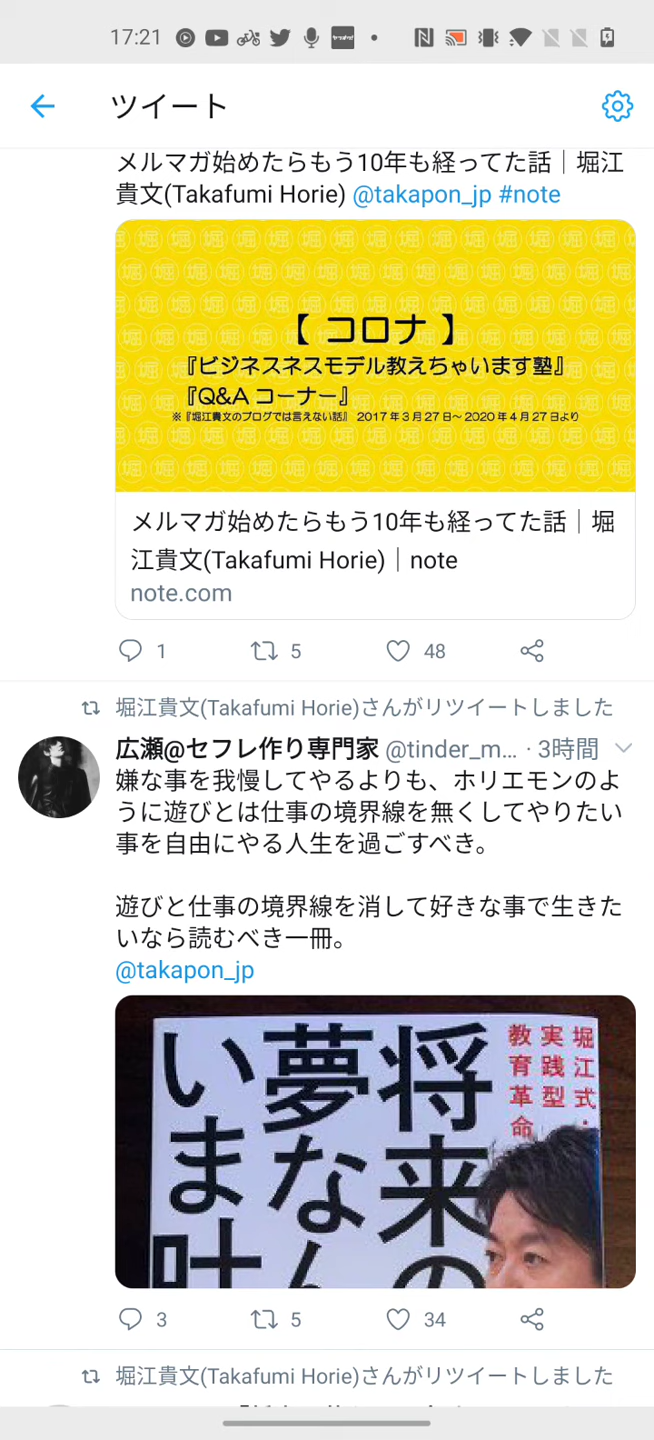 17:21
ツイート
メルマガ始めたらもう10年も経ってた話｜堀江
貴文(Takafumi Horie) @takapon_jp #note
【 コロナ 】
『ビジネスネスモデル教えちゃいます塾』
『Q&A コーナー』
※『堀江貴文のブログでは言えない話』 2017年3月27日〜2020年4月27日より
メルマガ始めたらもう10年も経ってた話｜堀
江貴文(Takafumi Horie)｜note
note.com
1 5 48
堀江貴文(Takafumi Horie)さんがリツイートしました
広瀬@セフレ作り専門家 @tinder_m... · 3時間
嫌な事を我慢してやるよりも、ホリエモンのよ
うに遊びとは仕事の境界線を無くしてやりたい
事を自由にやる人生を過ごすべき。
遊びと仕事の境界線を消して好きな事で生きた
いなら読むべき一冊。
@takapon_jp
堀江式・
実践型
教育革命
将来の
夢なん
いま叶
3 5 34
堀江貴文(Takafumi Horie)さんがリツイートしました